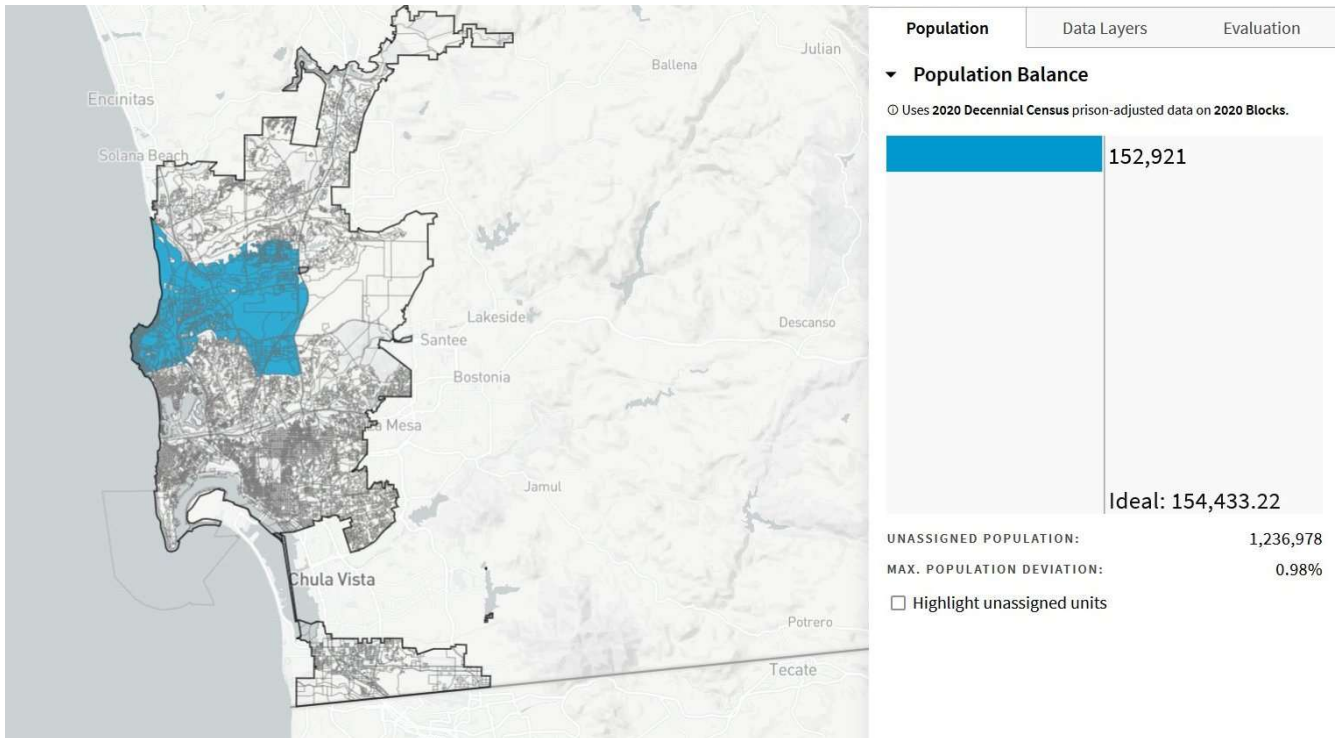 Julian
Ballena
Encinitas
Solana Beach
Lakeside
Descanso
Santee
Bostonia
Mesa
Jamul
Chula Vista
Potrero
Tecate
Population
Data Layers
Evaluation
Population Balance
Uses 2020 Decennial Census prison-adjusted data on 2020 Blocks.
152,921
Ideal: 154,433.22
UNASSIGNED POPULATION: 1,236,978
MAX. POPULATION DEVIATION: 0.98%
Highlight unassigned units